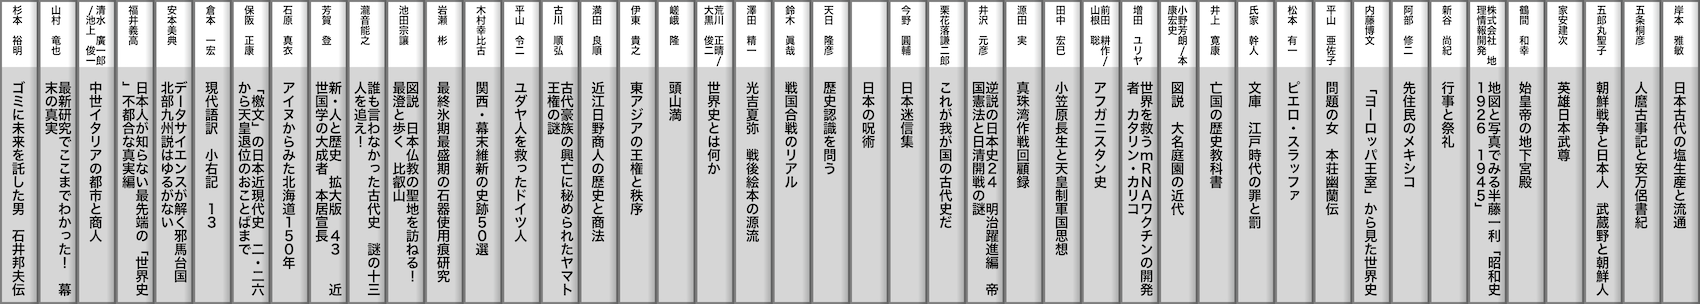 岸本　雅敏
日本古代の塩生産と流通
五条桐彦
人麿古事記と安万侶書紀
五郎丸聖子
朝鮮戦争と日本人　武蔵野と朝鮮人
家安建次
英雄日本武尊
鶴間　和幸
始皇帝の地下宮殿
株式会社　地
理情報開発
地図と写真でみる半藤一利「昭和史
１９２６　１９４５」
新谷　尚紀
行事と祭礼
阿部　修二
先住民のメキシコ
内藤博文
「ヨーロッパ王室」から見た世界史
平山　亜佐子
問題の女　本荘幽蘭伝
松本　有一
ピエロ・スラッファ
氏家　幹人
文庫　江戸時代の罪と罰
井上　寛康
亡国の歴史教科書
小野芳朗/本
康宏史
図説　大名庭園の近代
増田　ユリヤ
世界を救うｍＲＮＡワクチンの開発
者　カタリン・カリコ
前田　耕作/
山根　聡
アフガニスタン史
田中　宏巳
小笠原長生と天皇制軍国思想
源田　実
真珠湾作戦回顧録
井沢　元彦
逆説の日本史２４　明治躍進編　帝
国憲法と日清開戦の謎
栗花落謙二郎
これが我が国の古代史だ
今野　圓輔
日本迷信集
日本の呪術
天日　隆彦
歴史認識を問う
鈴木　眞哉
戦国合戦のリアル
澤田　精一
光吉夏弥　戦後絵本の源流
荒川　正晴/
大黒　俊二
世界史とは何か
嵯峨　隆
頭山満
伊東　貴之
東アジアの王権と秩序
満田　良順
近江日野商人の歴史と商法
古川　順弘
古代豪族の興亡に秘められたヤマト
王権の謎
平山　令二
ユダヤ人を救ったドイツ人
木村幸比古
関西・幕末維新の史跡５０選
岩瀬　彬
最終氷期最盛期の石器使用痕研究
池田宗讓
図説　日本仏教の聖地を訪ねる！
最澄と歩く　比叡山
瀧音能之
誰も言わなかった古代史　謎の十三
人を追え！
芳賀　登
新・人と歴史　拡大版　４３　近
世国学の大成者　本居宣長
石原　真衣
アイヌからみた北海道１５０年
保阪　正康
「檄文」の日本近現代史　二・二六
から天皇退位のおことばまで
倉本　一宏
現代語訳　小右記　１３
安本美典
データサイエンスが解く邪馬台国
北部九州説はゆるがない
福井義高
日本人が知らない最先端の「世界史
」不都合な真実編
清水　廣一郎
/池上　俊一
中世イタリアの都市と商人
山村　竜也
最新研究でここまでわかった！　幕
末の真実
杉本　裕明
ゴミに未来を託した男　石井邦夫伝